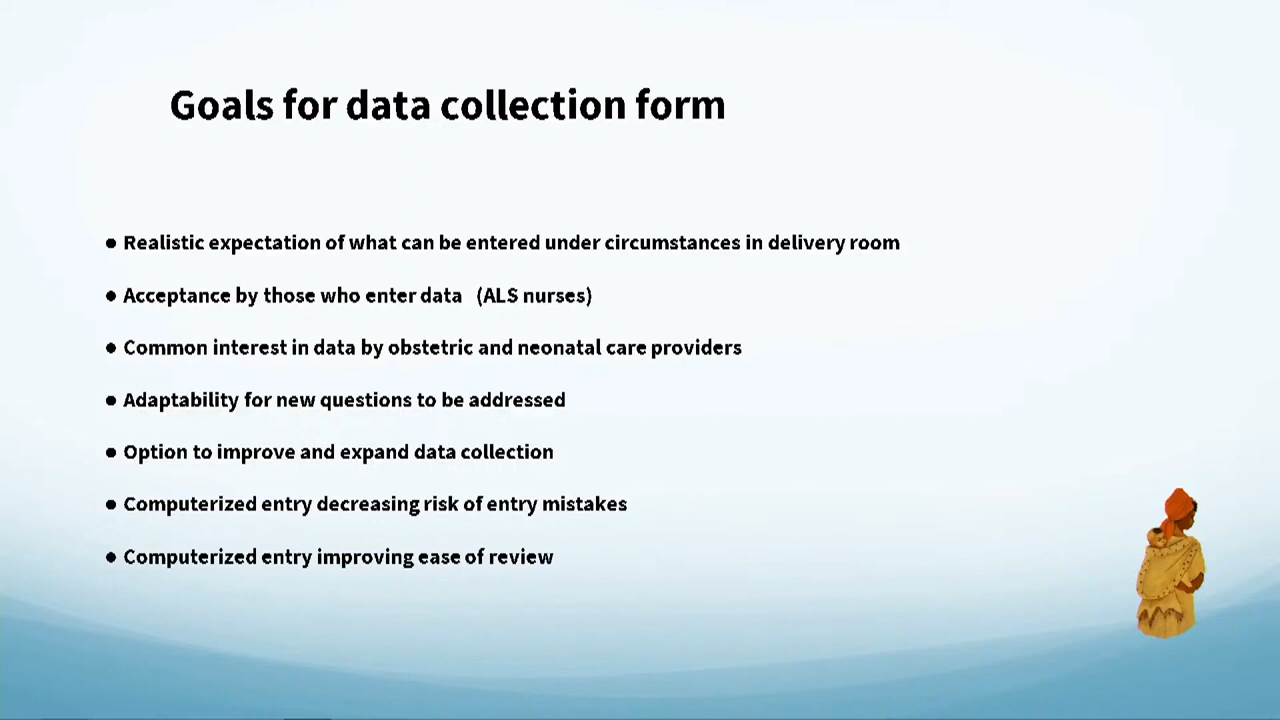 Goals for data collection form
● Realistic expectation of what can be entered under circumstances in delivery room
● Acceptance by those who enter data (ALS nurses)
● Common interest in data by obstetric and neonatal care providers
● Adaptability for new questions to be addressed
● Option to improve and expand data collection
● Computerized entry decreasing risk of entry mistakes
● Computerized entry improving ease of review